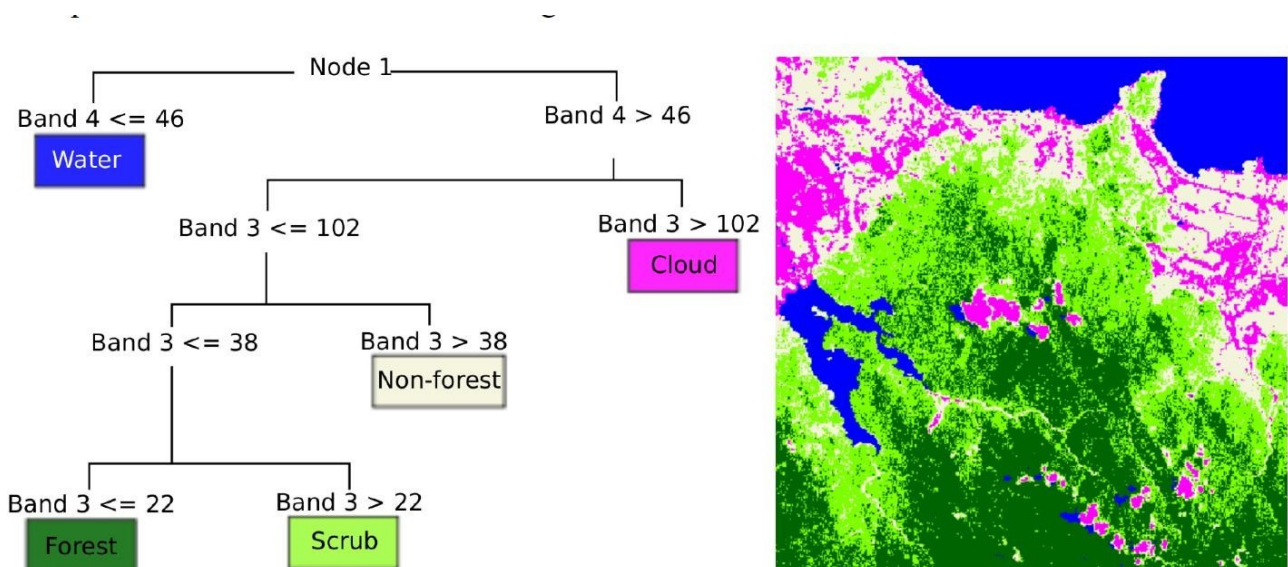 Node 1
Band 4 <= 46
Water
Band 4 > 46
Band 3 <= 102
Band 3 > 102
Cloud
Band 3 <= 38
Band 3 > 38
Non-forest
Band 3 <= 22
Forest
Band 3 > 22
Scrub